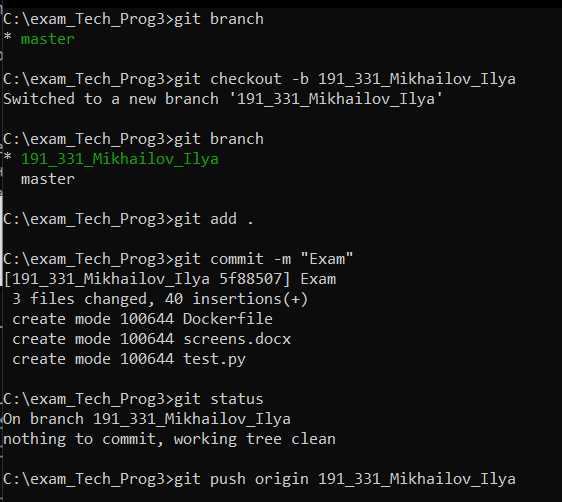 C:\exam_Tech_Prog3>git branch
* master
C:\exam_Tech_Prog3>git checkout -b 191_331_Mikhailov_Ilya
Switched to a new branch '191_331_Mikhailov_Ilya'
C:\exam_Tech_Prog3>git branch
* 191_331_Mikhailov_Ilya
  master
C:\exam_Tech_Prog3>git add .
C:\exam_Tech_Prog3>git commit -m "Exam"
[191_331_Mikhailov_Ilya 5f88507] Exam
 3 files changed, 40 insertions(+)
 create mode 100644 Dockerfile
 create mode 100644 screens.docx
 create mode 100644 test.py
C:\exam_Tech_Prog3>git status
On branch 191_331_Mikhailov_Ilya
nothing to commit, working tree clean
C:\exam_Tech_Prog3>git push origin 191_331_Mikhailov_Ilya